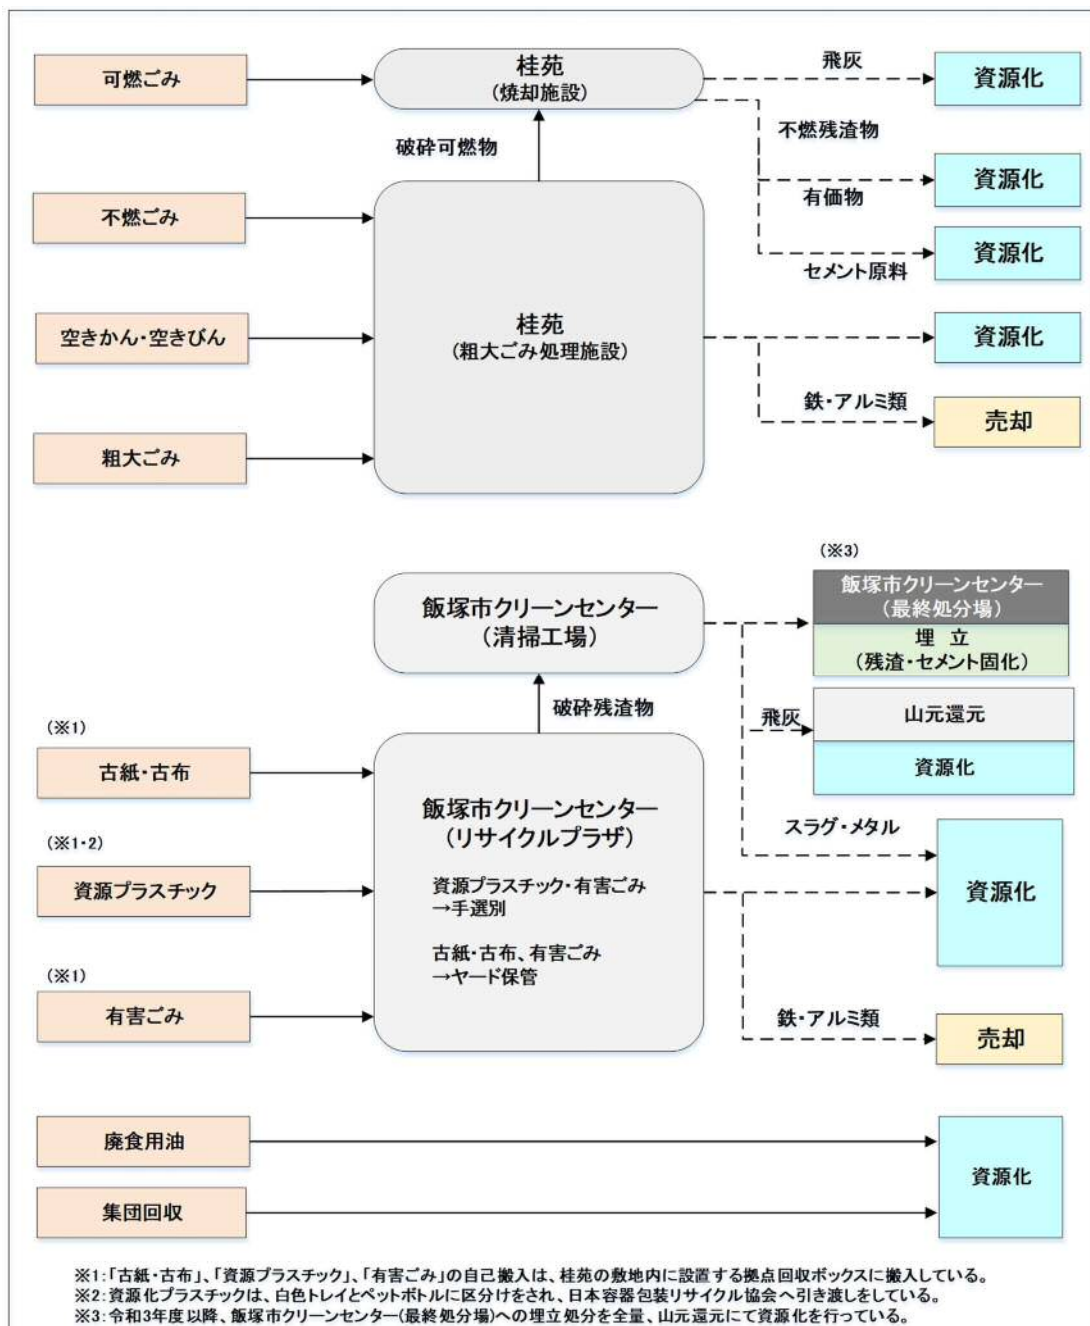 可燃ごみ
桂苑
(焼却施設)
飛灰
資源化
不燃残渣物
破砕可燃物
有価物
資源化
セメント原料
資源化
不燃ごみ
空きかん・空きびん
粗大ごみ
桂苑
(粗大ごみ処理施設)
資源化
鉄・アルミ類
売却
(※3)
飯塚市クリーンセンター
(清掃工場)
飯塚市クリーンセンター
(最終処分場)
埋 立
(残渣・セメント固化)
破砕残渣物
飛灰
山元還元
資源化
(※1)
古紙・古布
(※1・2)
資源プラスチック
(※1)
有害ごみ
飯塚市クリーンセンター
(リサイクルプラザ)
資源プラスチック・有害ごみ
→手選別
古紙・古布、有害ごみ
→ヤード保管
スラグ・メタル
資源化
鉄・アルミ類
売却
廃食用油
集団回収
資源化
※1:「古紙・古布」、「資源プラスチック」、「有害ごみ」の自己搬入は、桂苑の敷地内に設置する拠点回収ボックスに搬入している。
※2:資源化プラスチックは、白色トレイとペットボトルに区分けをされ、日本容器包装リサイクル協会へ引き渡しをしている。
※3:令和3年度以降、飯塚市クリーンセンター(最終処分場)への埋立処分を全量、山元還元にて資源化を行っている。